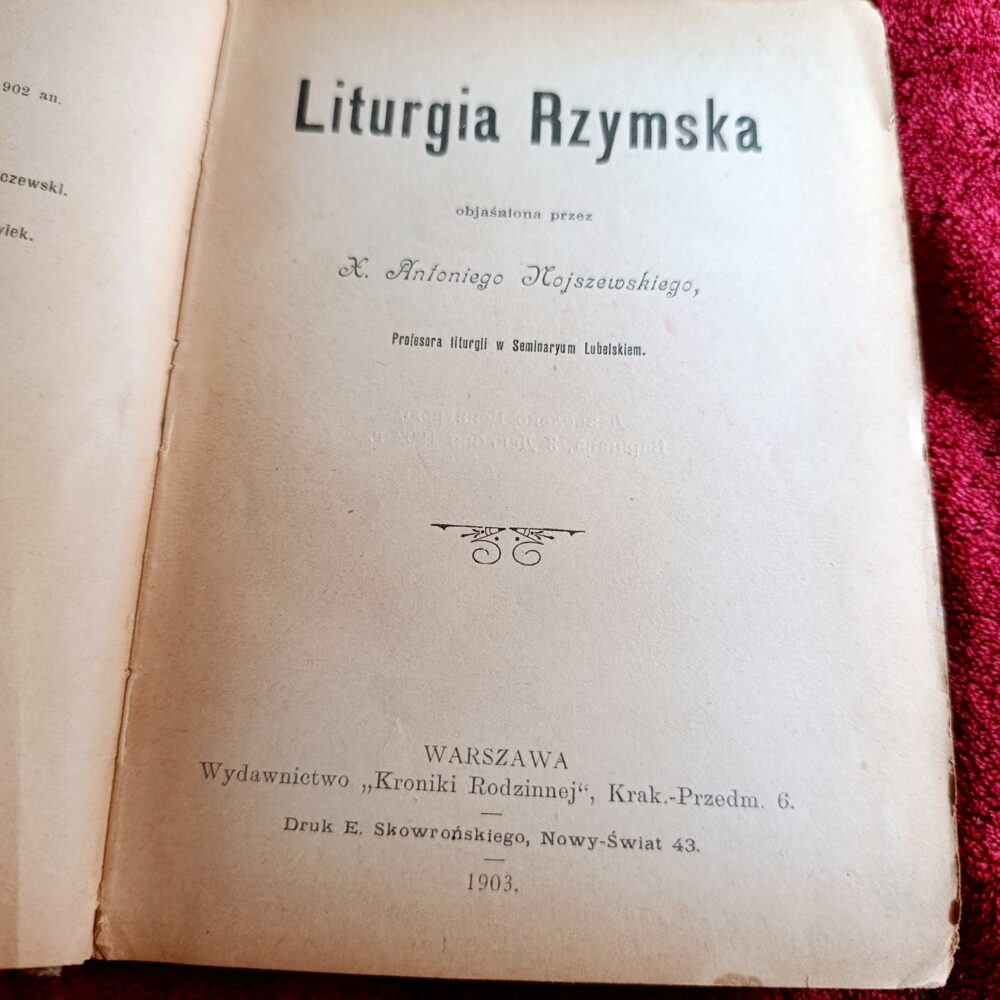 902 an.
czewski.
wiek.
Liturgia Rzymska
objaśniona przez
X. Antoniego Nojszewskiego,
Profesora liturgii w Seminaryum Lubelskiem.
WARSZAWA
Wydawnictwo „Kroniki Rodzinnej“, Krak.-Przedm. 6.
Druk E. Skowrońskiego, Nowy-Świat 43.
1903.